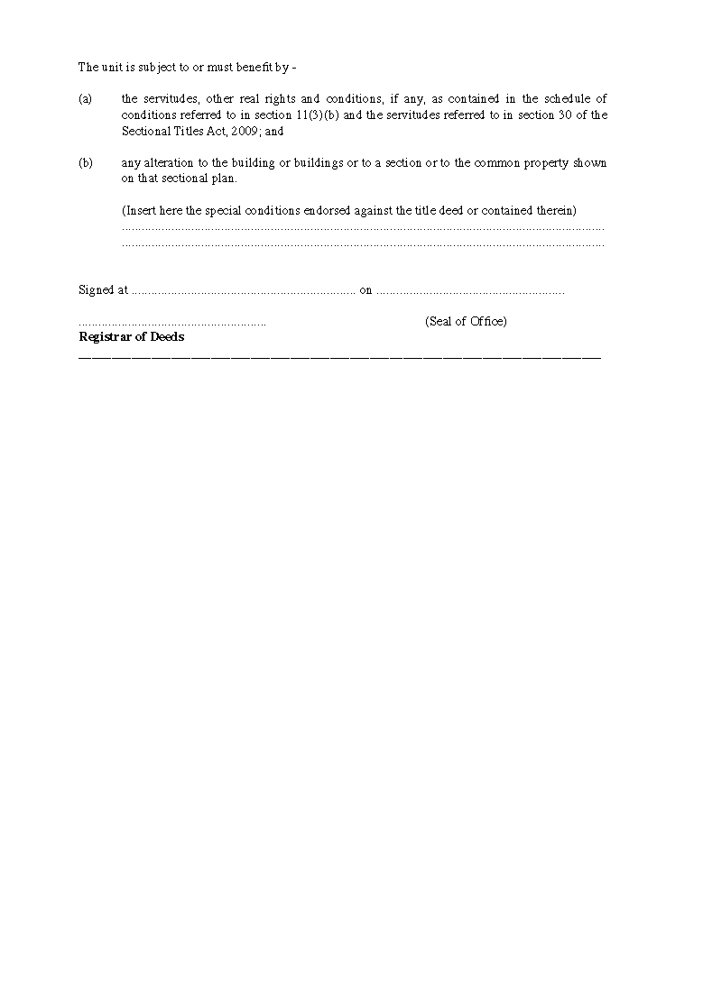 The unit is subject to or must benefit by -
(a) the servitudes, other real rights and conditions, if any, as contained in the schedule of
conditions referred to in section 11(3)(b) and the servitudes referred to in section 30 of the
Sectional Titles Act, 2009; and
(b) any alteration to the building or buildings or to a section or to the common property shown
on that sectional plan.
(Insert here the special conditions endorsed against the title deed or contained therein)
....................................................................................................................................................
....................................................................................................................................................
Signed at .................................................................... on .........................................................
......................................................... (Seal of Office)
Registrar of Deeds